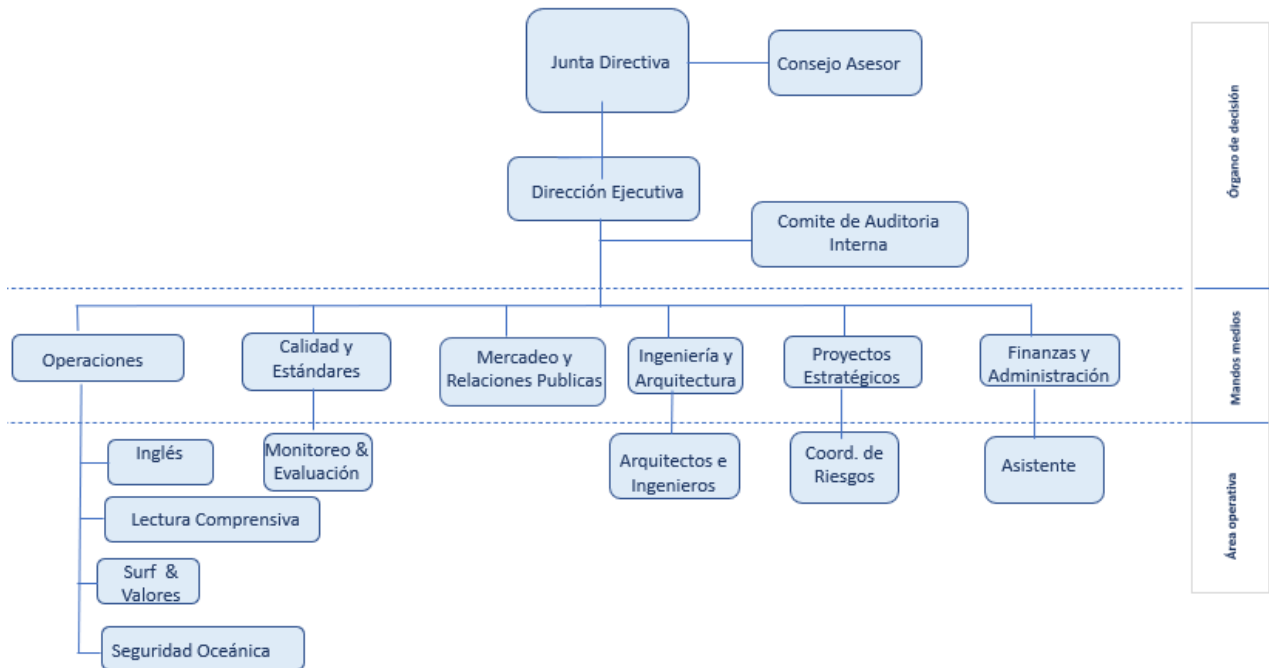 Junta Directiva
Consejo Asesor
Órgano de decisión
Dirección Ejecutiva
Comite de Auditoria
Interna
Mandos medios
Operaciones
Calidad y
Estándares
Mercadeo y
Relaciones Publicas
Ingeniería y
Arquitectura
Proyectos
Estratégicos
Finanzas y
Administración
Área operativa
Inglés
Lectura Comprensiva
Surf & 
Valores
Seguridad Oceánica
Monitoreo &
Evaluación
Arquitectos e
Ingenieros
Coord. de
Riesgos
Asistente